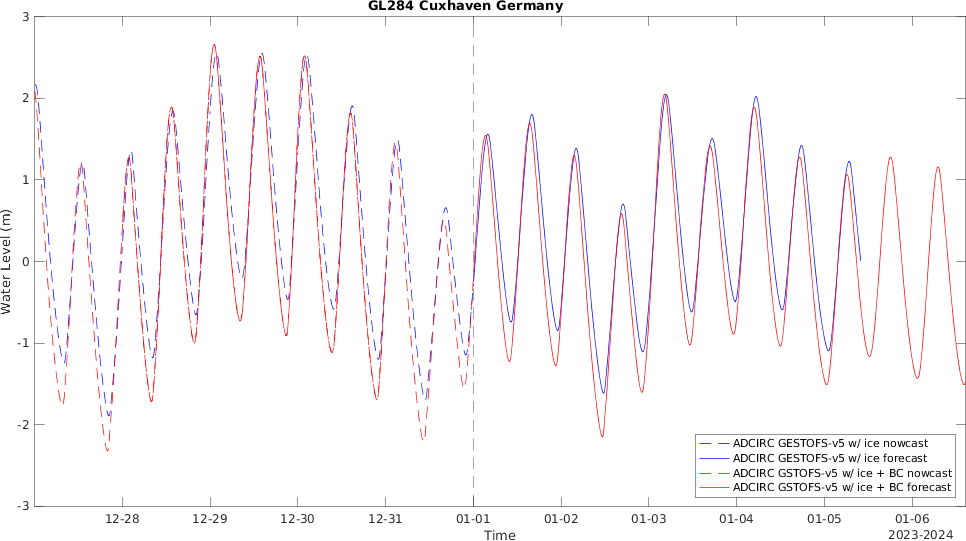 GL284 Cuxhaven Germany
3
2
1
0
-1
-2
-3
Water Level (m)
ADCIRC GESTOFS-v5 w/ ice nowcast
ADCIRC GESTOFS-v5 w/ ice forecast
ADCIRC GSTOFS-v5 w/ ice + BC nowcast
ADCIRC GSTOFS-v5 w/ ice + BC forecast
12-28 12-29 12-30 12-31 01-01 01-02 01-03 01-04 01-05 01-06
Time
2023-2024